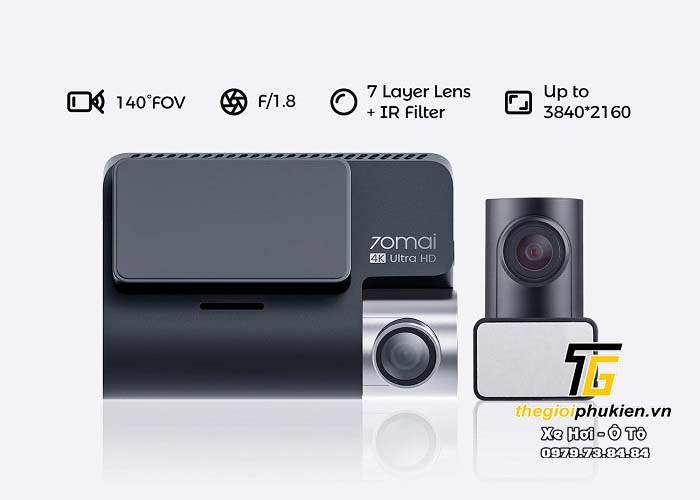 140°FOV
F/1.8
7 Layer Lens
+ IR Filter
Up to
3840*2160
70mai
4K Ultra HD
TG
thegioiphukien.vn
Xe Hơi - Ô Tô
0979.73.84.84